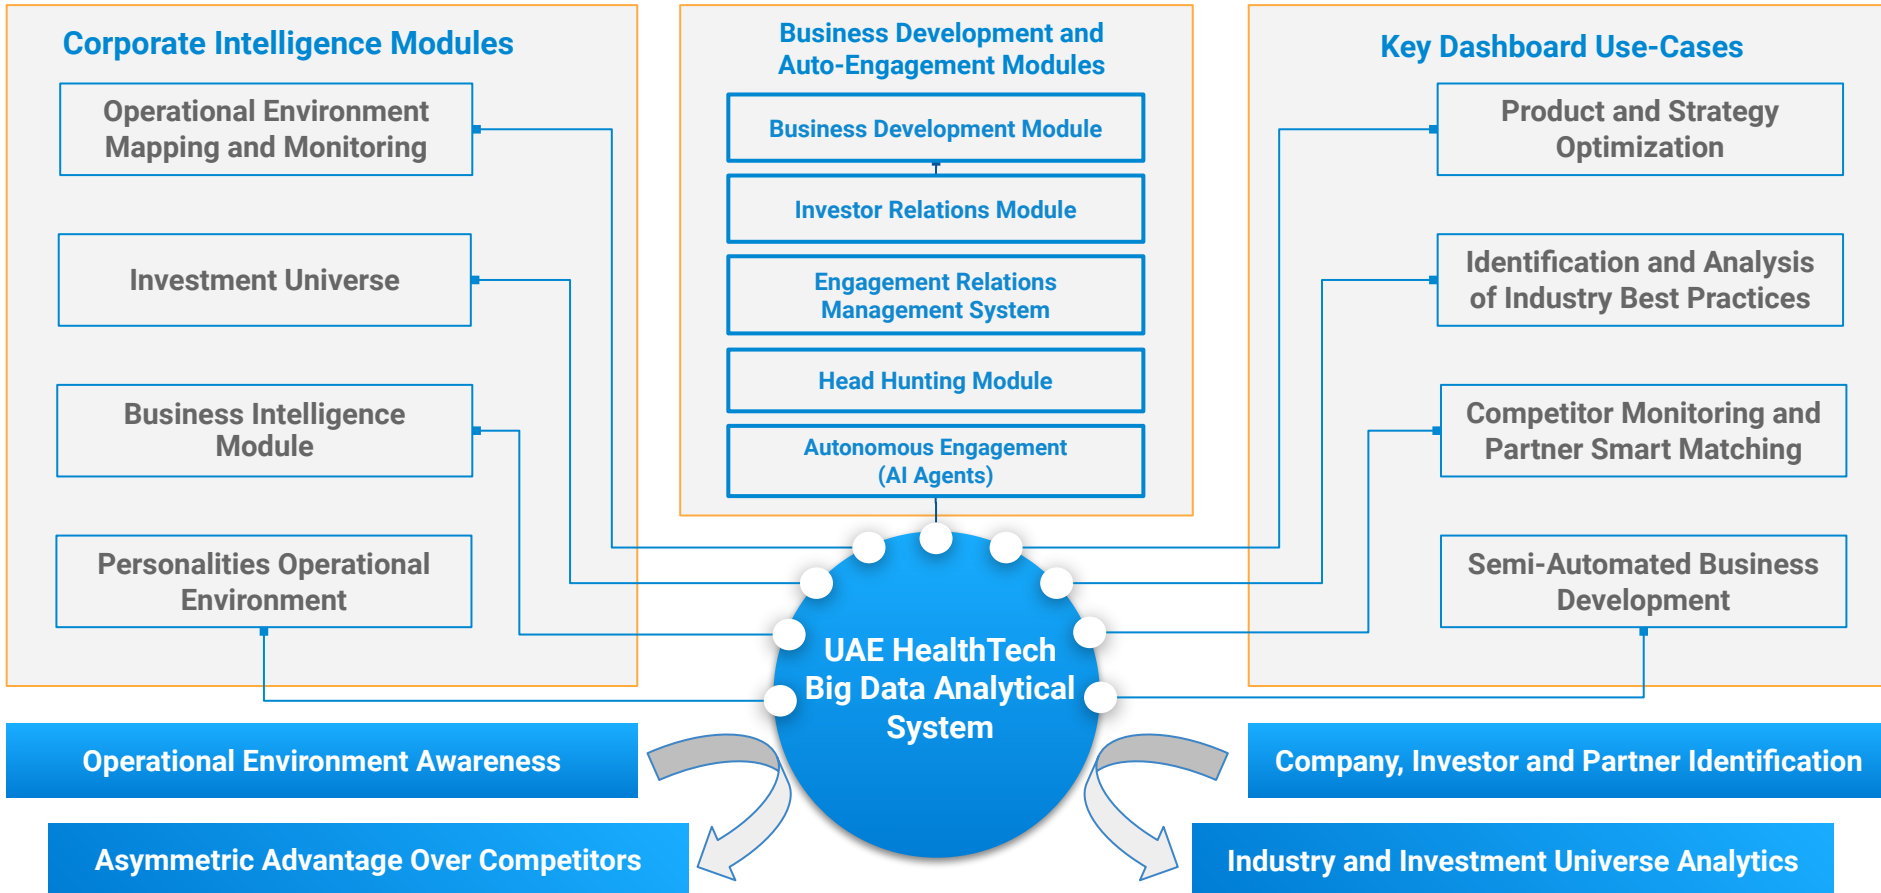 Corporate Intelligence Modules
Operational Environment
Mapping and Monitoring
Investment Universe
Business Intelligence
Module
Personalities Operational
Environment
Business Development and
Auto-Engagement Modules
Business Development Module
Investor Relations Module
Engagement Relations
Management System
Head Hunting Module
Autonomous Engagement
(AI Agents)
Key Dashboard Use-Cases
Product and Strategy
Optimization
Identification and Analysis
of Industry Best Practices
Competitor Monitoring and
Partner Smart Matching
Semi-Automated Business
Development
UAE HealthTech
Big Data Analytical
System
Operational Environment Awareness
Asymmetric Advantage Over Competitors
Company, Investor and Partner Identification
Industry and Investment Universe Analytics